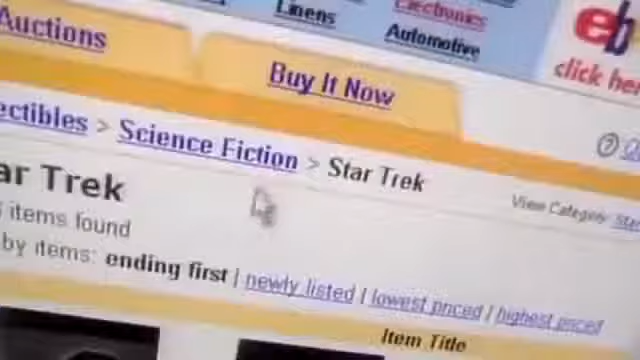 Linens
Electronics
Automotive
eb
click her
Auctions
Buy It Now
ectibles > Science Fiction > Star Trek
View Category: Star
ar Trek
items found
by items: ending first | newly listed | lowest priced | highest priced
Item Title